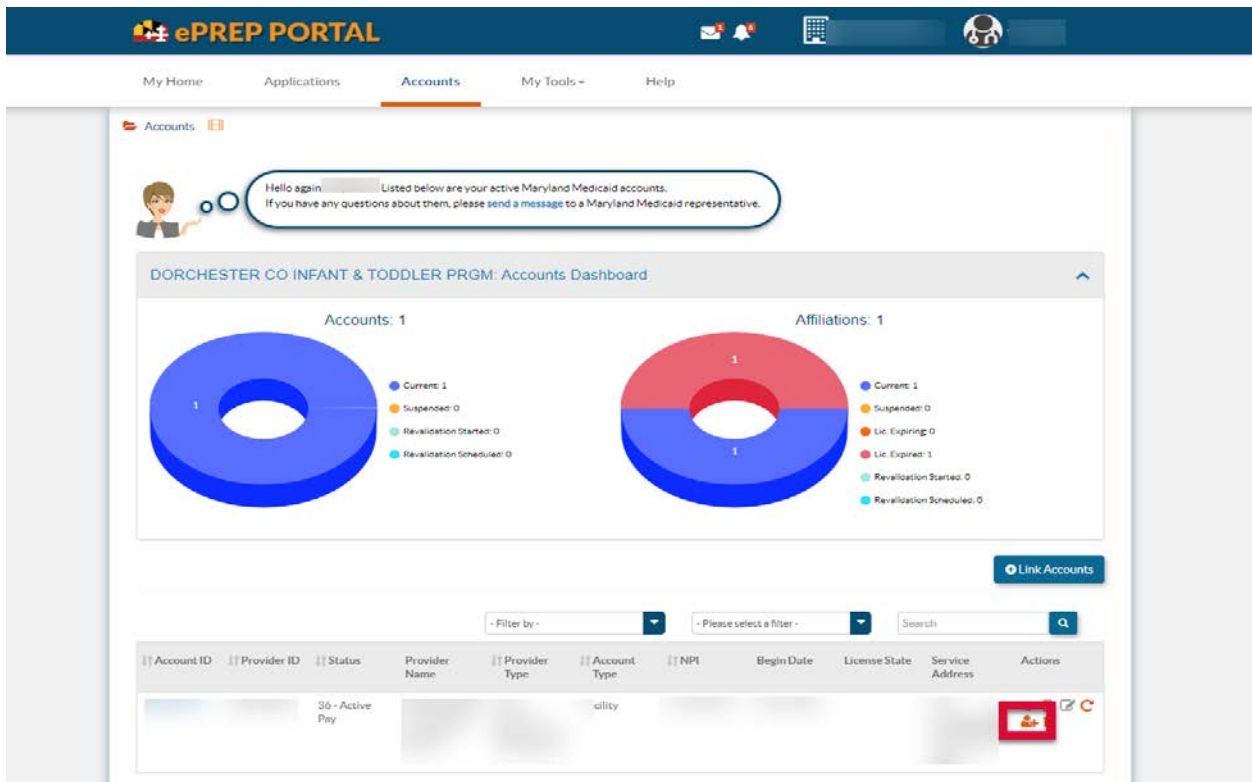 ePREP PORTAL
My Home Applications Accounts My Tools Help
Accounts
Hello again Listed below are your active Maryland Medicaid accounts.
If you have any questions about them, please send a message to a Maryland Medicaid representative.
DORCHESTER CO INFANT & TODDLER PRGM: Accounts Dashboard
Accounts: 1
1
Current: 1
Suspended: 0
Revalidation Started: 0
Revalidation Scheduled: 0
Affiliations: 1
1
1
Current: 1
Suspended: 0
Lic. Expiring: 0
Lic. Expired: 1
Revalidation Started: 0
Revalidation Scheduled: 0
Link Accounts
- Filter by - - Please select a filter - Search
Account ID Provider ID Status Provider Name Provider Type Account Type NPI Begin Date License State Service Address Actions
36 - Active Pay cility